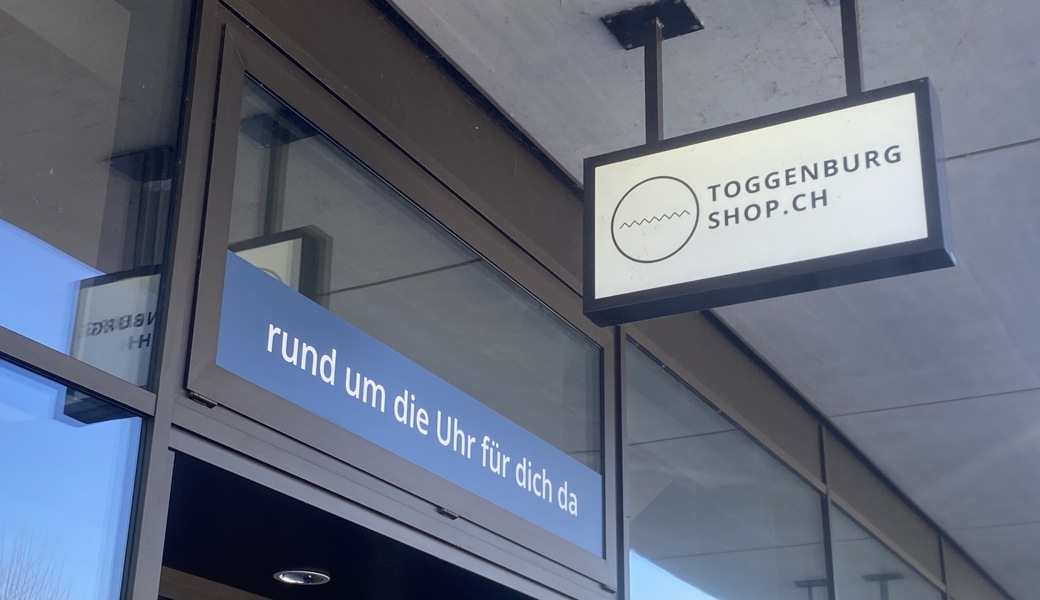 TOGGENBURG
SHOP.CH
rund um die Uhr für dich da